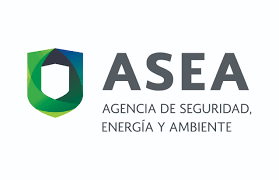 ASEA
AGENCIA DE SEGURIDAD,
ENERGÍA Y AMBIENTE